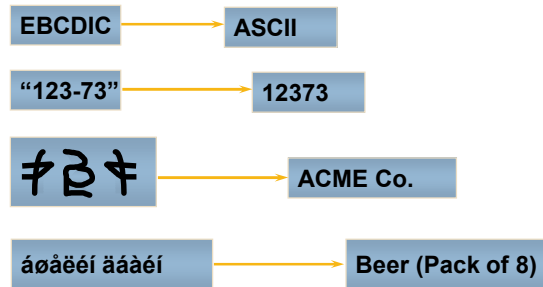 EBCDIC ASCII
“123-73” 12373
ACME Co.
áøåëéí äáàéí Beer (Pack of 8)